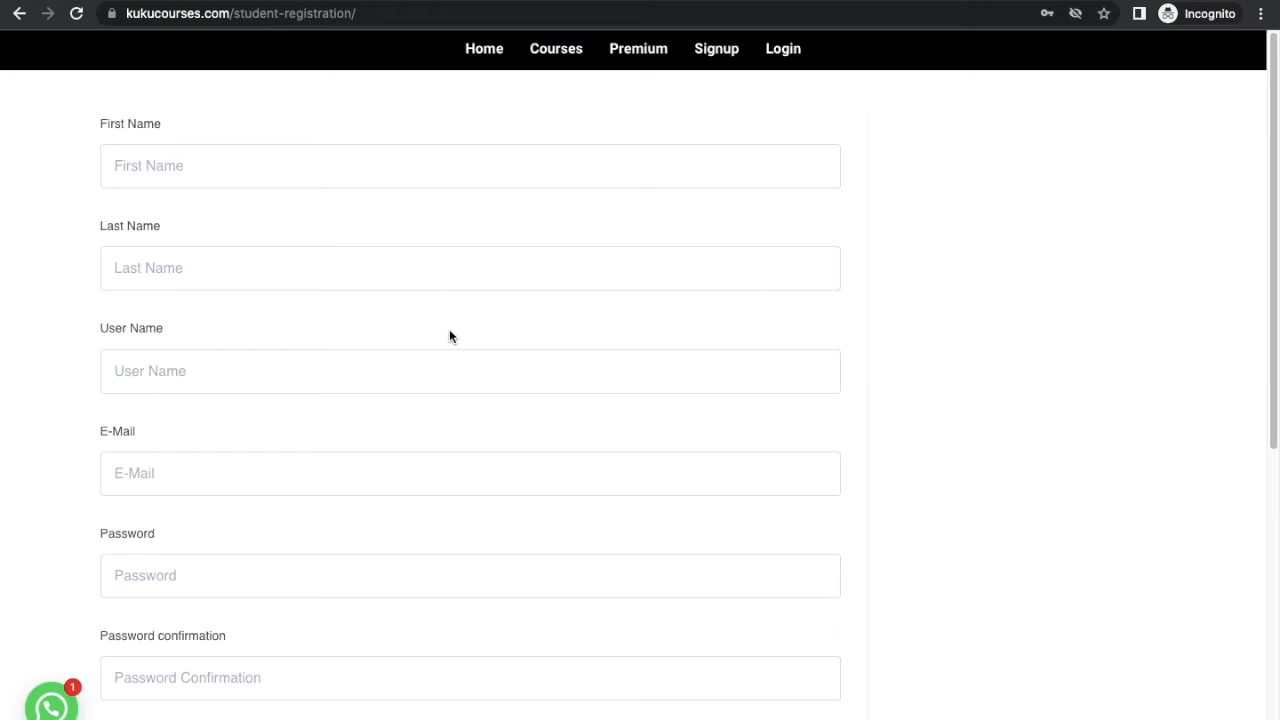 kukucourses.com/student-registration/
Incognito
Home Courses Premium Signup Login
First Name
First Name
Last Name
Last Name
User Name
User Name
E-Mail
E-Mail
Password
Password
Password confirmation
Password Confirmation
1